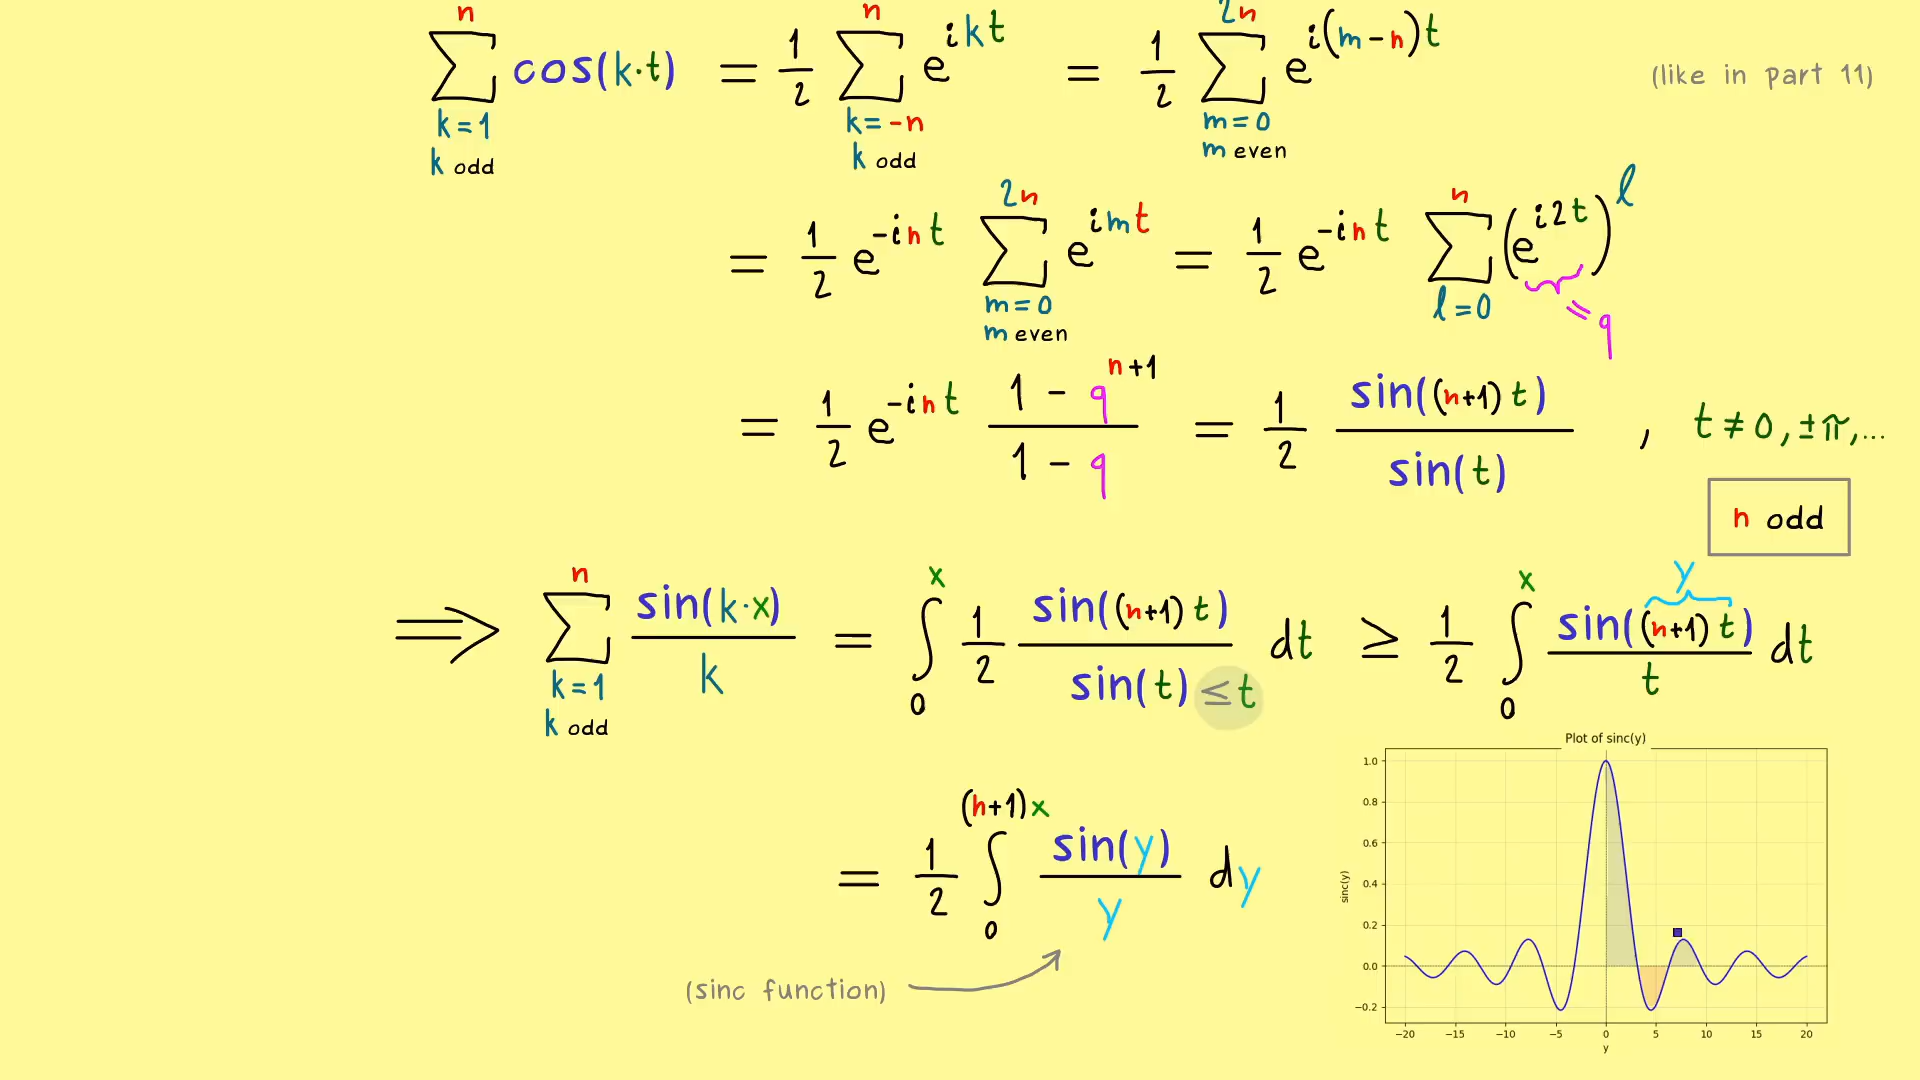 ∑_{k=1, k odd}^{n} cos(k·t) = 1/2 ∑_{k=-n, k odd}^{n} e^{ikt} = 1/2 ∑_{m=0, m even}^{2n} e^{i(m-n)t} (like in part 11)
= 1/2 e^{-int} ∑_{m=0, m even}^{2n} e^{imt} = 1/2 e^{-int} ∑_{l=0}^{n} (e^{i2t})^l = q
= 1/2 e^{-int} (1 - q^{n+1})/(1 - q) = 1/2 sin((n+1)t)/sin(t) , t ≠ 0, ±π, ...
n odd
⟹ ∑_{k=1, k odd}^{n} sin(k·x)/k = ∫_0^x 1/2 sin((n+1)t)/sin(t) ≤ t dt ≥ 1/2 ∫_0^x sin((n+1)t)/t dt
y
= 1/2 ∫_0^{(n+1)x} sin(y)/y dy
(sinc function)
Plot of sinc(y)
sinc(y)
1.0
0.8
0.6
0.4
0.2
0.0
−0.2
−20 −15 −10 −5 0 5 10 15 20
y